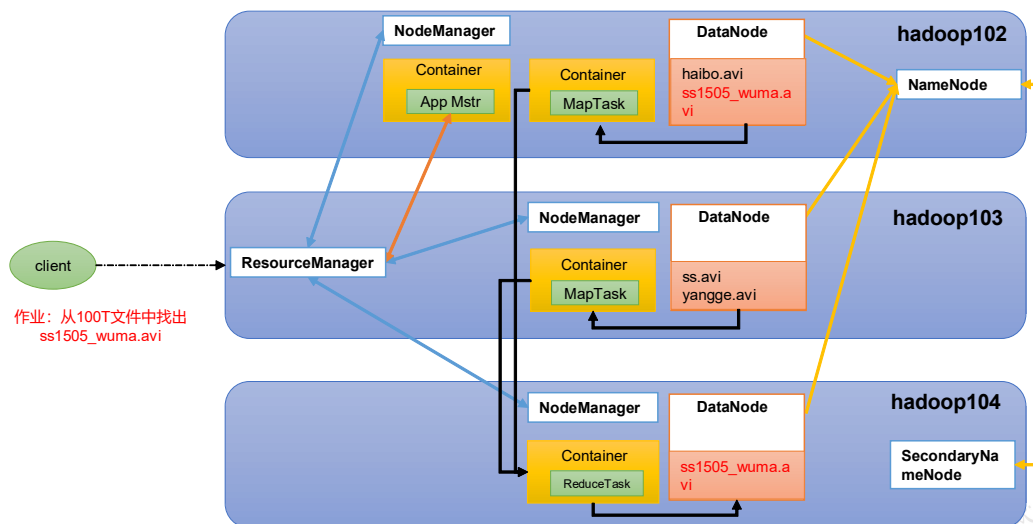 hadoop102
NodeManager
DataNode
NameNode
Container
App Mstr
Container
MapTask
haibo.avi
ss1505_wuma.a
vi
hadoop103
NodeManager
DataNode
client
ResourceManager
Container
MapTask
ss.avi
yangge.avi
作业：从100T文件中找出
ss1505_wuma.avi
hadoop104
NodeManager
DataNode
SecondaryNa
meNode
Container
ReduceTask
ss1505_wuma.a
vi